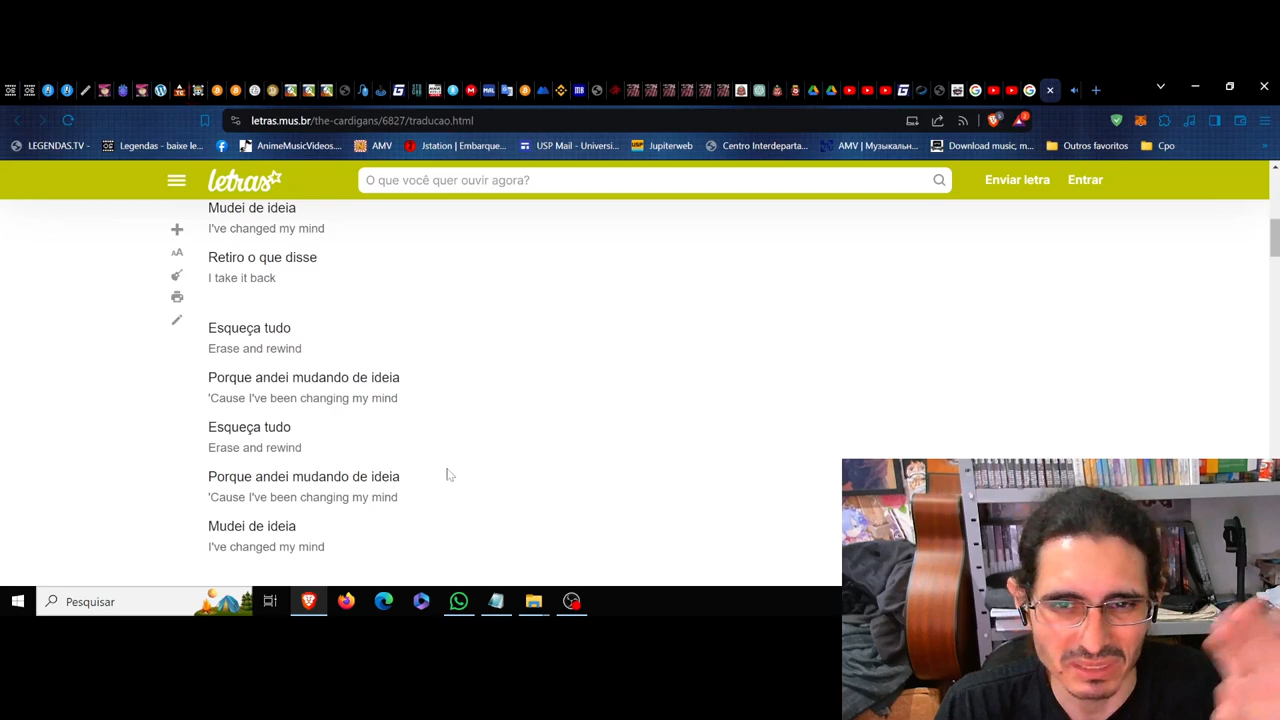 letras.mus.br/the-cardigans/6827/traducao.html
LEGENDAS.TV -
Legendas - baixe le...
AnimeMusicVideos....
AMV
Jstation | Embarque...
USP Mail - Universi...
Jupiterweb
Centro Interdeparta...
AMV | Музыкальн...
Download music, m...
Outros favoritos
Cpo
letras
O que você quer ouvir agora?
Enviar letra
Entrar
Mudei de ideia
I've changed my mind
Retiro o que disse
I take it back
AA
Esqueça tudo
Erase and rewind
Porque andei mudando de ideia
'Cause I've been changing my mind
Esqueça tudo
Erase and rewind
Porque andei mudando de ideia
'Cause I've been changing my mind
Mudei de ideia
I've changed my mind
Pesquisar